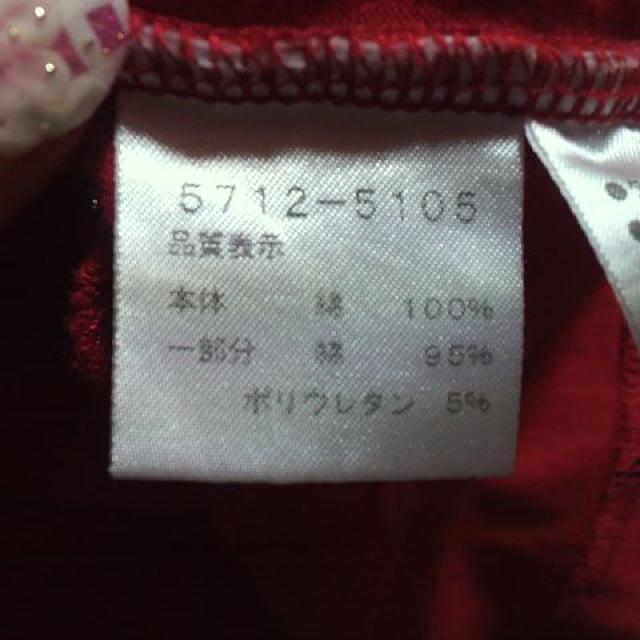 5712-5105
品質表示
本体 綿 100%
一部分 綿 95%
ポリウレタン 5%